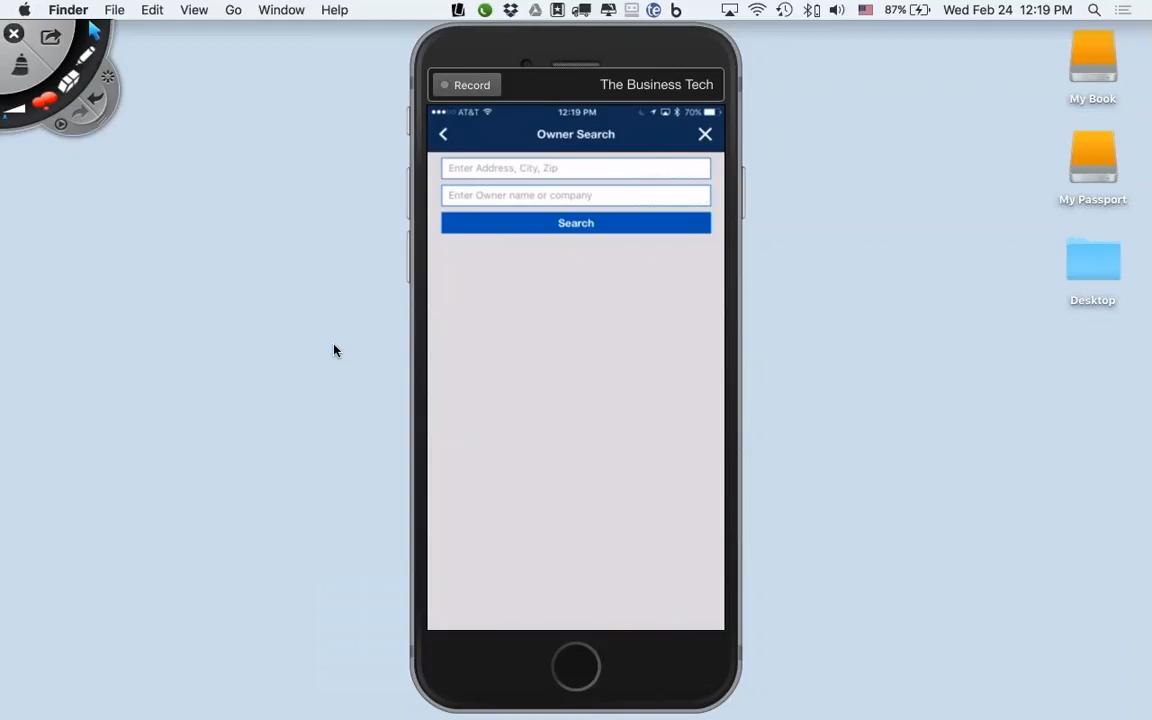 Finder File Edit View Go Window Help 87% Wed Feb 24 12:19 PM
Record The Business Tech
AT&T 12:19 PM 70%
Owner Search
Enter Address, City, Zip
Enter Owner name or company
Search
My Book
My Passport
Desktop